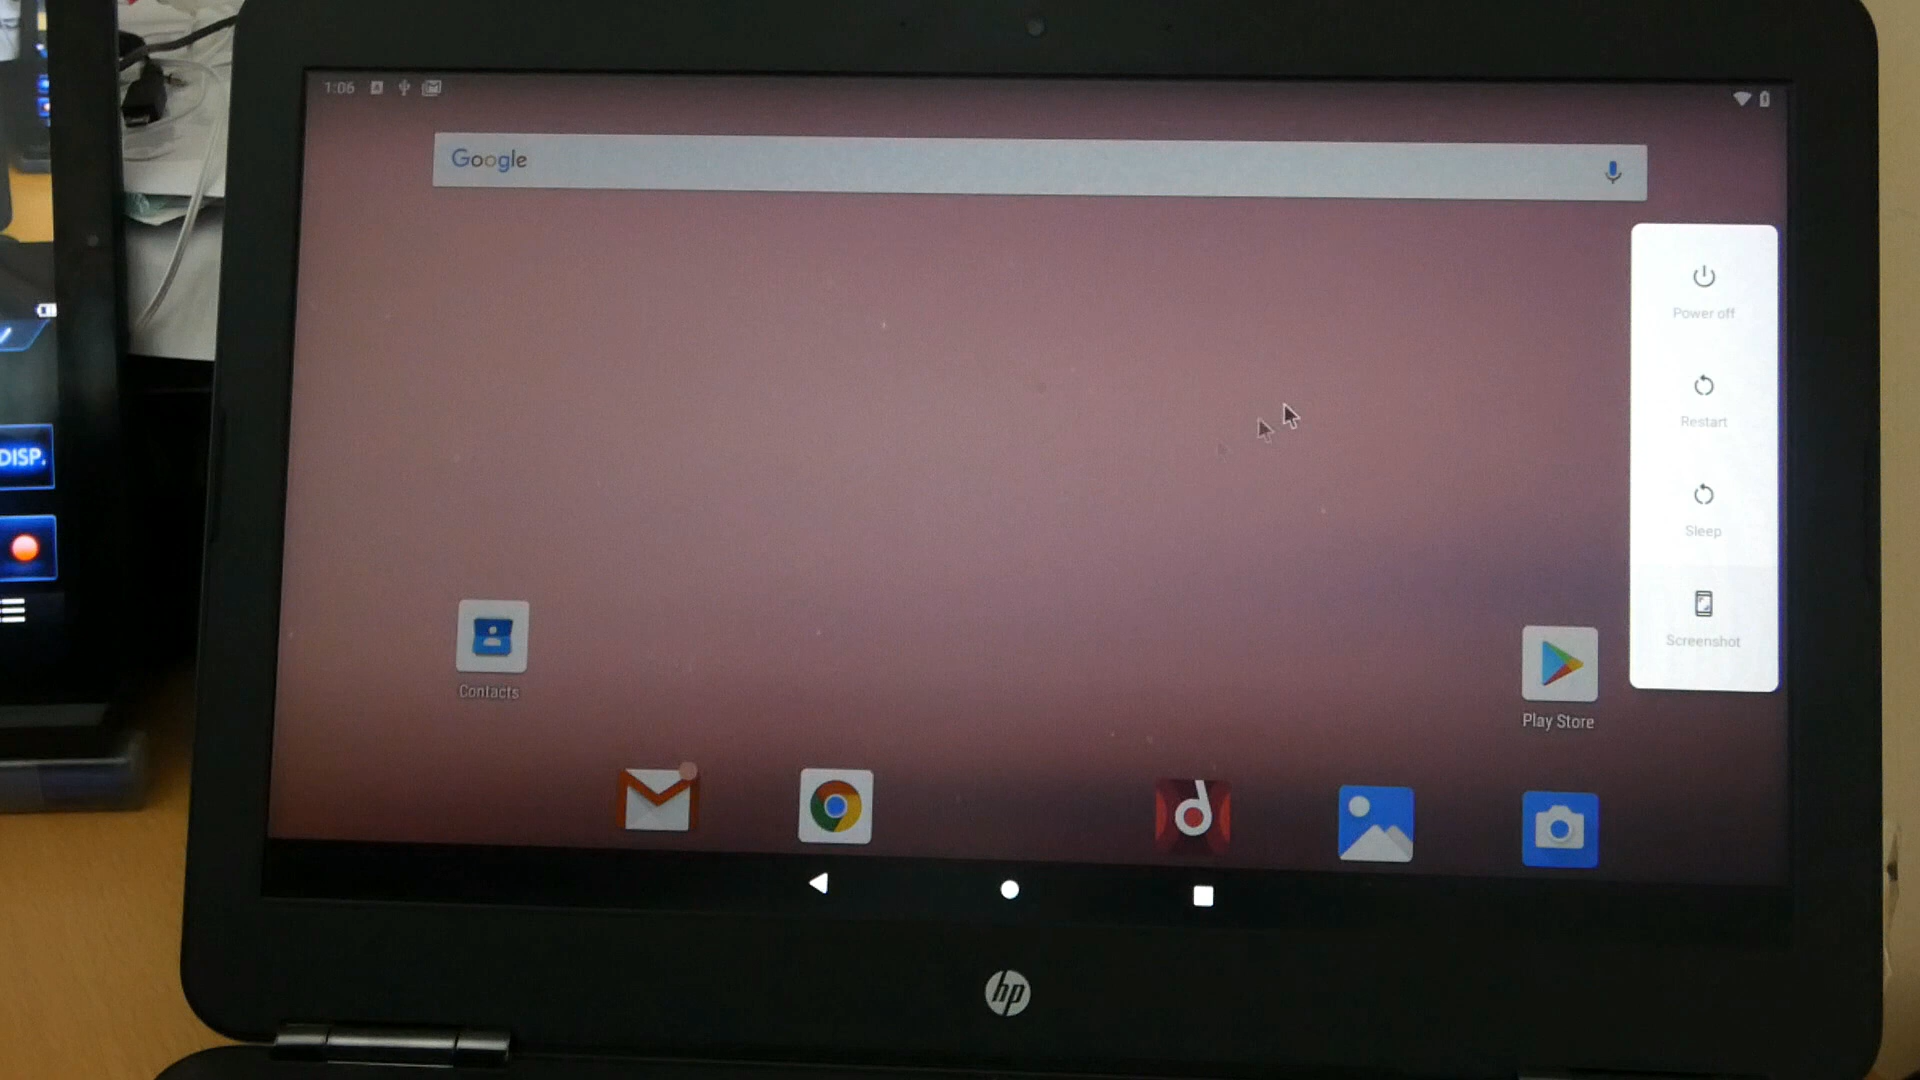 1:06
Google
Power off
Restart
Sleep
Screenshot
DISP.
Contacts
Play Store
hp